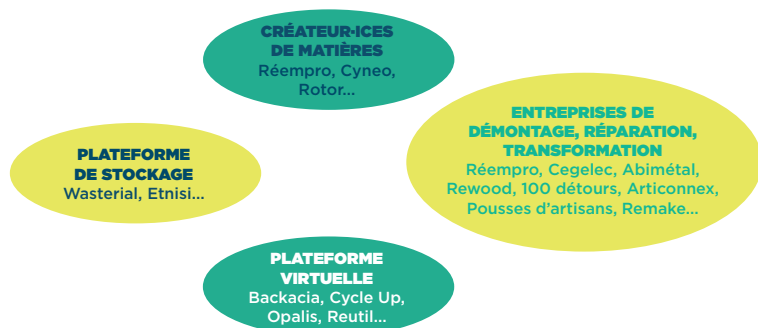 CRÉATEUR·ICES
DE MATIÈRES
Réempro, Cyneo,
Rotor...
ENTREPRISES DE
DÉMONTAGE, RÉPARATION,
TRANSFORMATION
Réempro, Cegelec, Abimétal,
Rewood, 100 détours, Articonnex,
Pousses d'artisans, Remake...
PLATEFORME
DE STOCKAGE
Wasterial, Etnisi...
PLATEFORME
VIRTUELLE
Backacia, Cycle Up,
Opalis, Reutil...